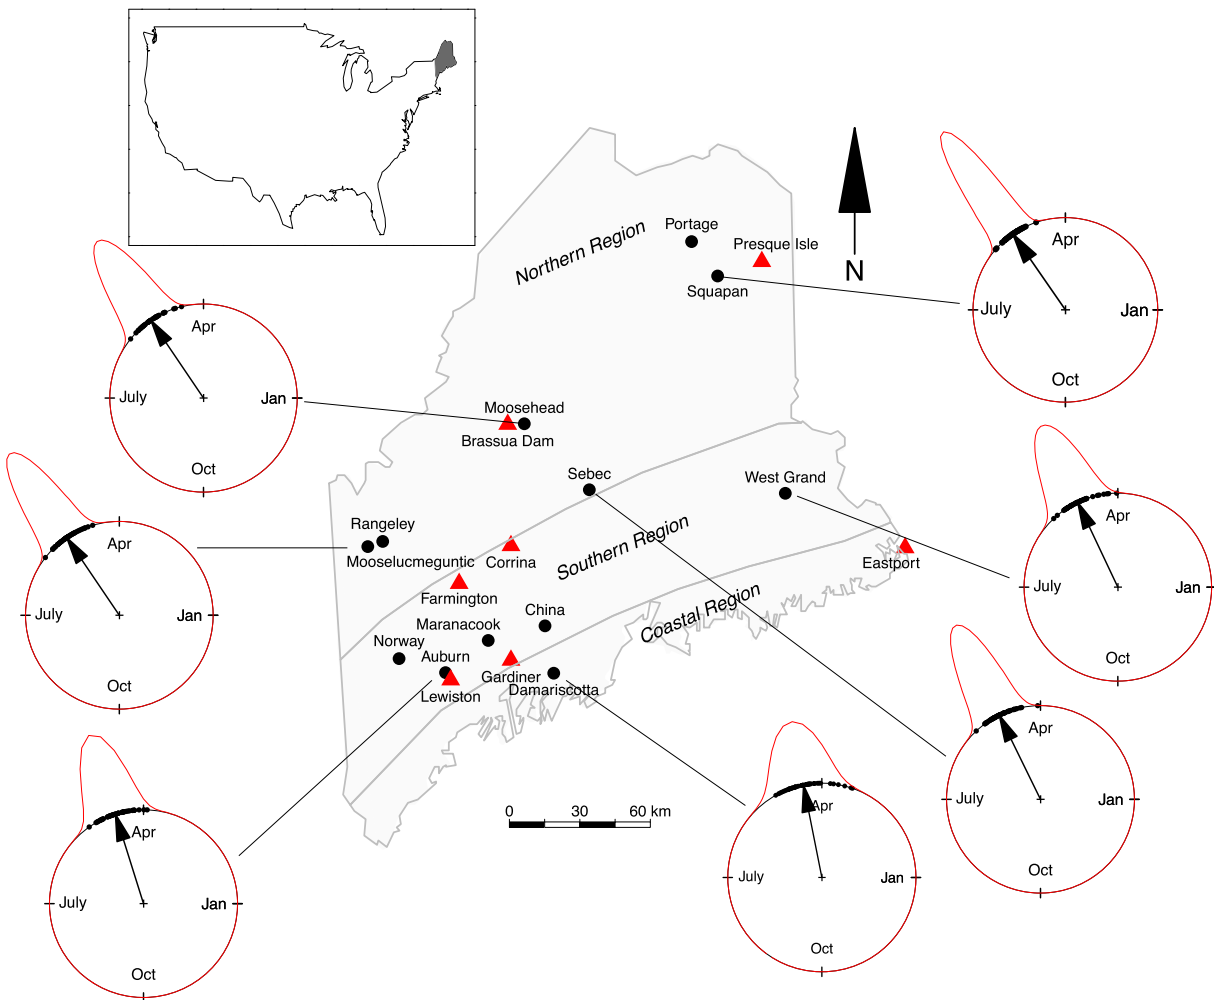 Portage
Presque Isle
Squapan
Northern Region
N
Apr
July
Jan
Oct
Apr
July
Jan
Oct
Moosehead
Brassua Dam
Sebec
West Grand
Apr
July
Jan
Oct
Rangeley
Mooselucmeguntic
Corrina
Southern Region
Eastport
Apr
July
Jan
Oct
Farmington
China
Coastal Region
Maranacook
Norway
Auburn
Gardiner
Lewiston
Damariscotta
Apr
July
Jan
Oct
0
30
60 km
Apr
July
Jan
Oct
Apr
July
Jan
Oct